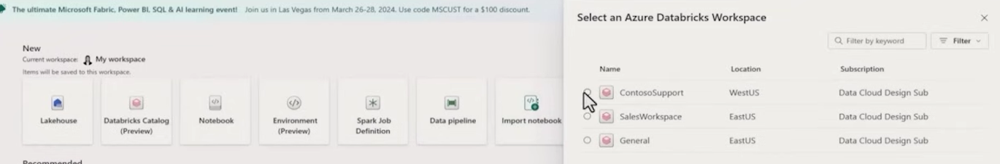 The ultimate Microsoft Fabric, Power BI, SQL & AI learning event! Join us in Las Vegas from March 26-28, 2024. Use code MSCUST for a $100 discount.
New
Current workspace: My workspace
Items will be saved to this workspace.
Lakehouse
Databricks Catalog
(Preview)
Notebook
Environment
(Preview)
Spark Job
Definition
Data pipeline
Import notebook
Recommended
Select an Azure Databricks Workspace
Filter by keyword
Filter
Name Location Subscription
ContosoSupport WestUS Data Cloud Design Sub
SalesWorkspace EastUS Data Cloud Design Sub
General EastUS Data Cloud Design Sub